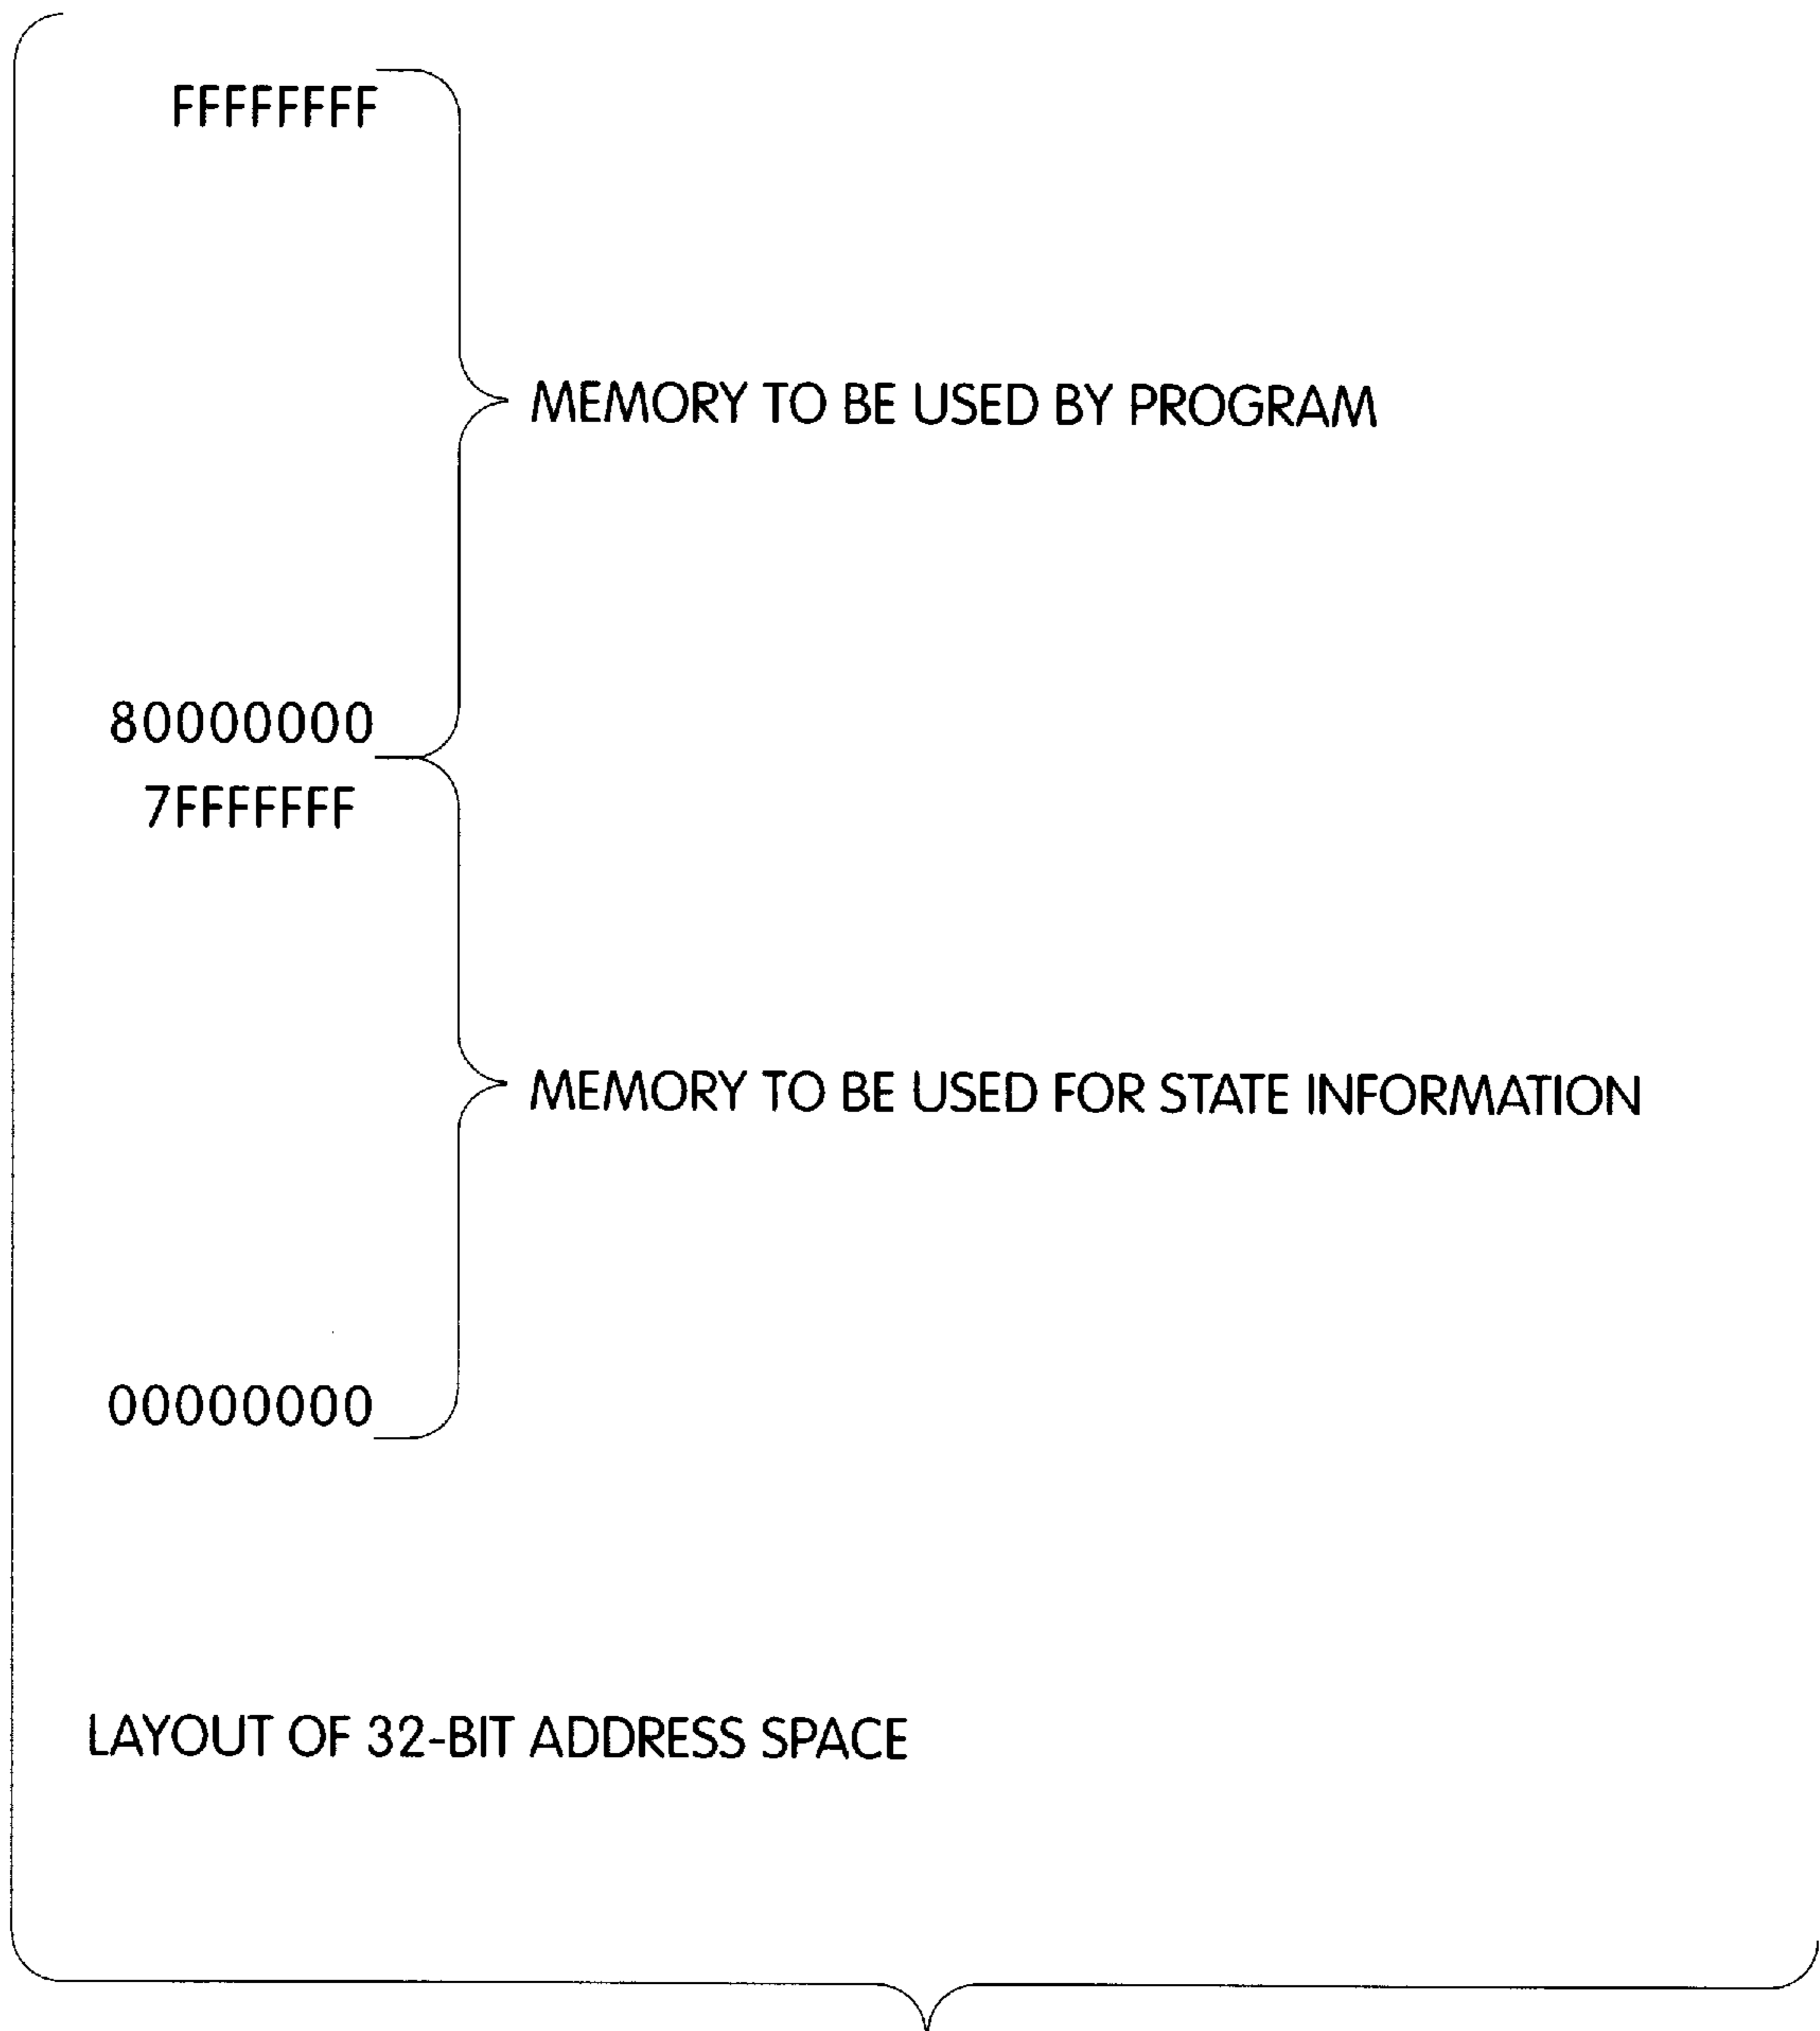 FFFFFFFF
MEMORY TO BE USED BY PROGRAM
80000000
7FFFFFFF
MEMORY TO BE USED FOR STATE INFORMATION
00000000
LAYOUT OF 32-BIT ADDRESS SPACE